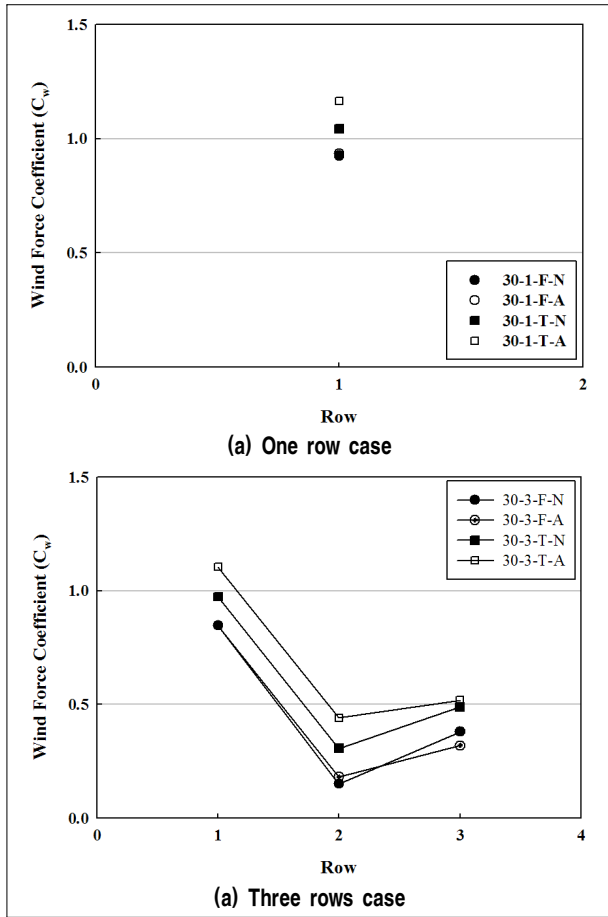 1.5
1.0
0.5
0.0
Wind Force Coefficient (Cw)
30-1-F-N
30-1-F-A
30-1-T-N
30-1-T-A
0 1 2
Row
(a) One row case
1.5
1.0
0.5
0.0
Wind Force Coefficient (Cw)
30-3-F-N
30-3-F-A
30-3-T-N
30-3-T-A
0 1 2 3 4
Row
(a) Three rows case